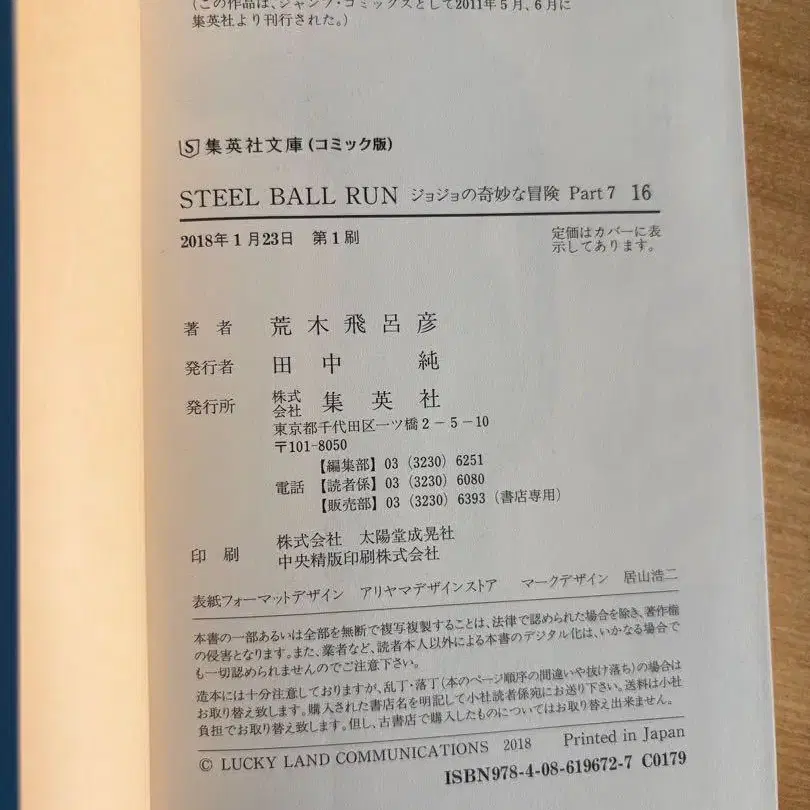 (この作品は、ジャンプ・コミックスとして2011年5月、6月に
集英社より刊行された。)
S 集英社文庫(コミック版)
STEEL BALL RUN ジョジョの奇妙な冒険 Part7 16
2018年1月23日 第1刷
定価はカバーに表
示してあります。
著者 荒木飛呂彦
発行者 田中 純
発行所 株式会社 集英社
東京都千代田区一ツ橋2-5-10
〒101-8050
【編集部】03(3230)6251
電話 【読者係】03(3230)6080
【販売部】03(3230)6393(書店専用)
印刷 株式会社 太陽堂成晃社
中央精版印刷株式会社
表紙フォーマットデザイン アリヤマデザインストア マークデザイン 居山浩二
本書の一部あるいは全部を無断で複写複製することは、法律で認められた場合を除き、著作権
の侵害となります。また、業者など、読者本人以外による本書のデジタル化は、いかなる場合で
も一切認められませんのでご注意下さい。
造本には十分注意しておりますが、乱丁・落丁(本のページ順序の間違いや抜け落ち)の場合は
お取り替え致します。購入された書店名を明記して小社読者係宛にお送り下さい。送料は小社
負担でお取り替え致します。但し、古書店で購入したものについてはお取り替え出来ません。
© LUCKY LAND COMMUNICATIONS 2018 Printed in Japan
ISBN978-4-08-619672-7 C0179